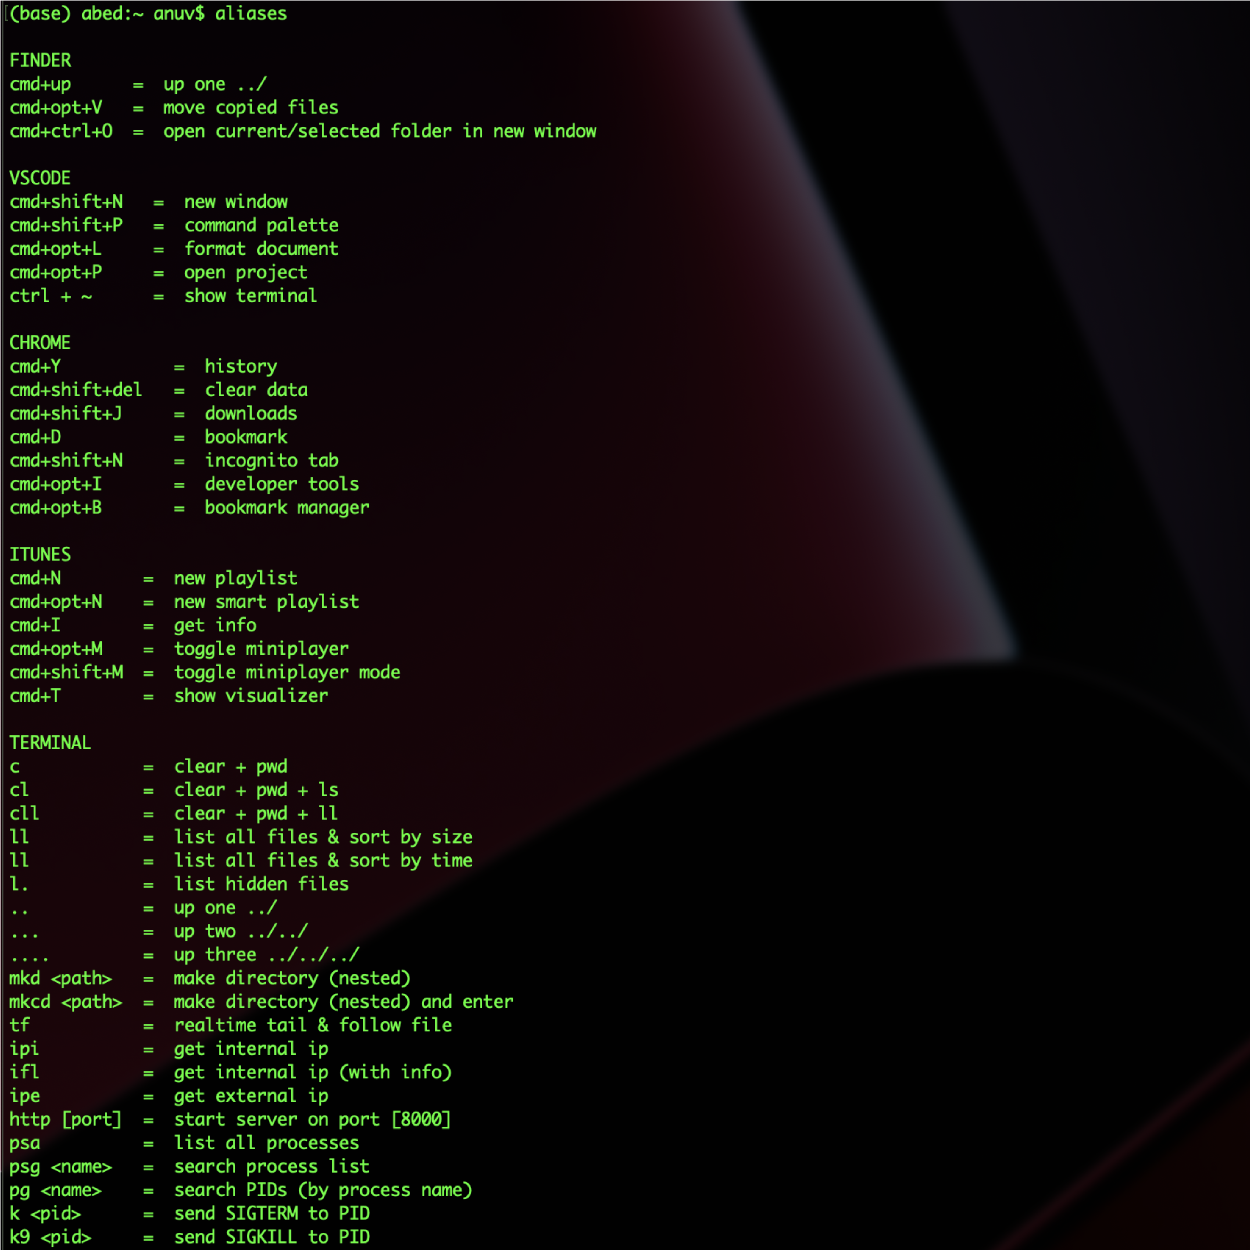 (base) abed:~ anuv$ aliases

FINDER
cmd+up      =  up one ../
cmd+opt+V   =  move copied files
cmd+ctrl+O  =  open current/selected folder in new window

VSCODE
cmd+shift+N   =  new window
cmd+shift+P   =  command palette
cmd+opt+L     =  format document
cmd+opt+P     =  open project
ctrl + ~      =  show terminal

CHROME
cmd+Y           =  history
cmd+shift+del   =  clear data
cmd+shift+J     =  downloads
cmd+D           =  bookmark
cmd+shift+N     =  incognito tab
cmd+opt+I       =  developer tools
cmd+opt+B       =  bookmark manager

ITUNES
cmd+N        =  new playlist
cmd+opt+N    =  new smart playlist
cmd+I        =  get info
cmd+opt+M    =  toggle miniplayer
cmd+shift+M  =  toggle miniplayer mode
cmd+T        =  show visualizer

TERMINAL
c            =  clear + pwd
cl           =  clear + pwd + ls
cll          =  clear + pwd + ll
ll           =  list all files & sort by size
ll           =  list all files & sort by time
l.           =  list hidden files
..           =  up one ../
...          =  up two ../../
....         =  up three ../../../
mkd <path>   =  make directory (nested)
mkcd <path>  =  make directory (nested) and enter
tf           =  realtime tail & follow file
ipi          =  get internal ip
ifl          =  get internal ip (with info)
ipe          =  get external ip
http [port]  =  start server on port [8000]
psa          =  list all processes
psg <name>   =  search process list
pg <name>    =  search PIDs (by process name)
k <pid>      =  send SIGTERM to PID
k9 <pid>     =  send SIGKILL to PID